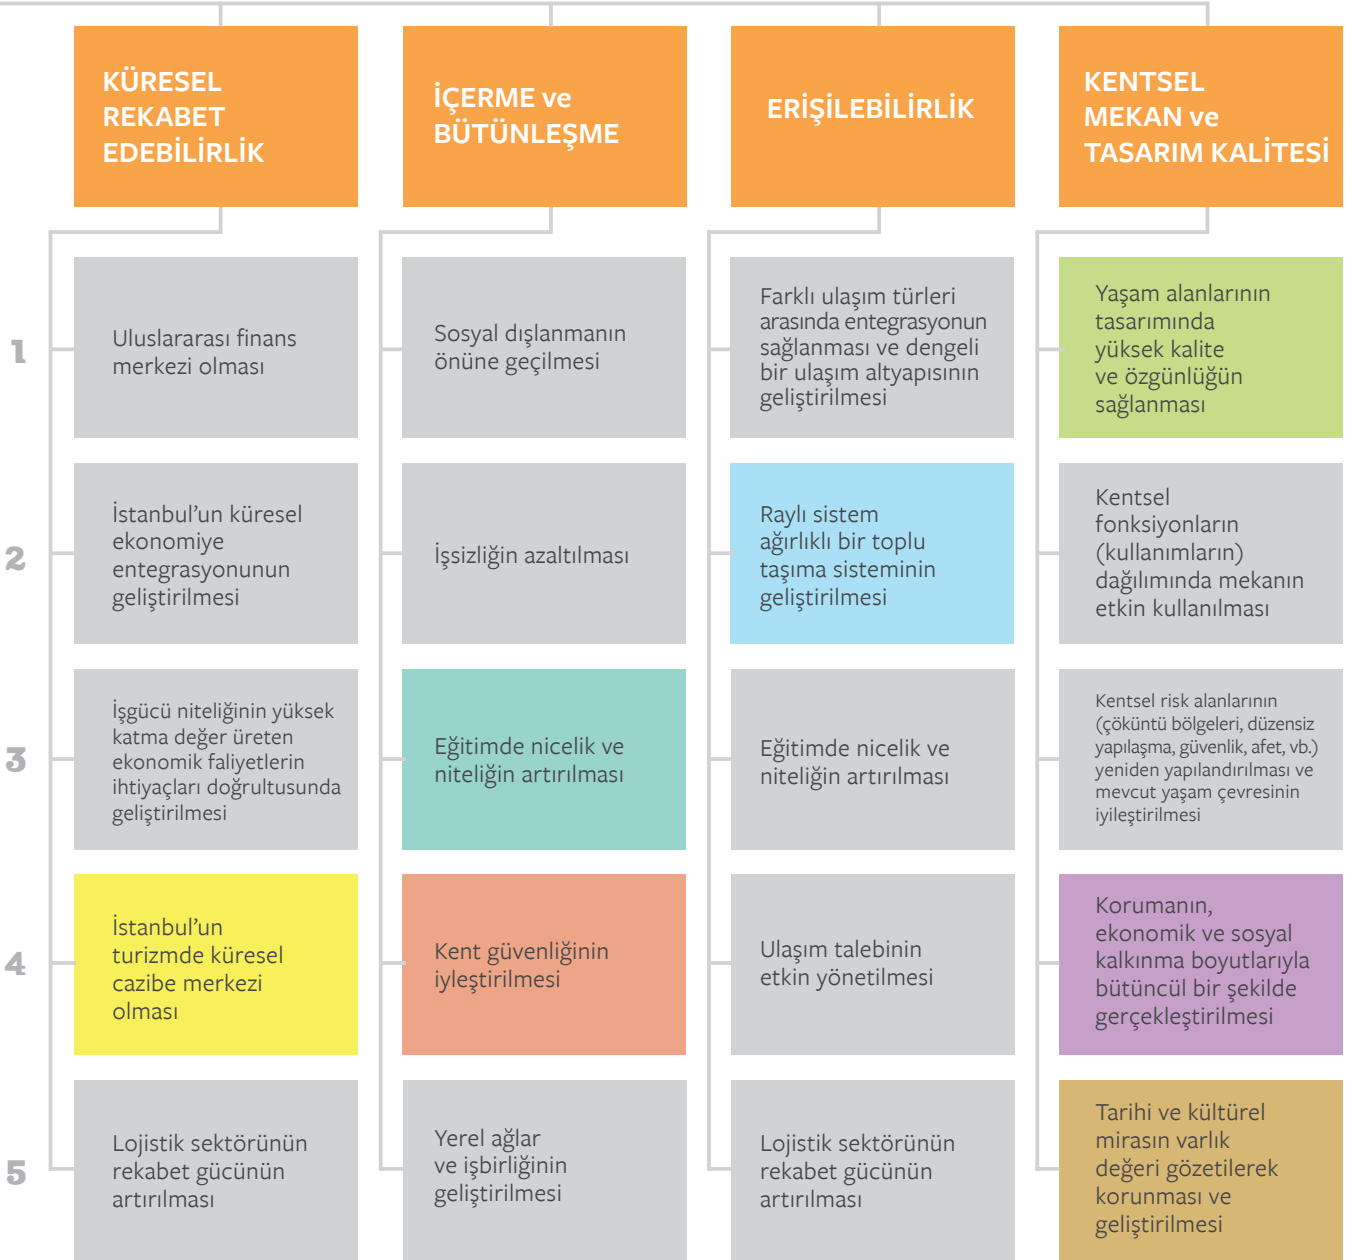 KÜRESEL
REKABET
EDEBİLİRLİK
İÇERME ve
BÜTÜNLEŞME
ERİŞİLEBİLİRLİK
KENTSEL
MEKAN ve
TASARIM KALİTESİ
1
Uluslararası finans
merkezi olması
Sosyal dışlanmanın
önüne geçilmesi
Farklı ulaşım türleri
arasında entegrasyonun
sağlanması ve dengeli
bir ulaşım altyapısının
geliştirilmesi
Yaşam alanlarının
tasarımında
yüksek kalite
ve özgünlüğün
sağlanması
2
İstanbul’un küresel
ekonomiye
entegrasyonunun
geliştirilmesi
İşsizliğin azaltılması
Raylı sistem
ağırlıklı bir toplu
taşıma sisteminin
geliştirilmesi
Kentsel
fonksiyonların
(kullanımların)
dağılımında mekanın
etkin kullanılması
3
İşgücü niteliğinin yüksek
katma değer üreten
ekonomik faliyetlerin
ihtiyaçları doğrultusunda
geliştirilmesi
Eğitimde nicelik ve
niteliğin artırılması
Eğitimde nicelik ve
niteliğin artırılması
Kentsel risk alanlarının
(çöküntü bölgeleri, düzensiz
yapılaşma, güvenlik, afet, vb.)
yeniden yapılandırılması ve
mevcut yaşam çevresinin
iyileştirilmesi
4
İstanbul’un
turizmde küresel
cazibe merkezi
olması
Kent güvenliğinin
iyleştirilmesi
Ulaşım talebinin
etkin yönetilmesi
Korumanın,
ekonomik ve sosyal
kalkınma boyutlarıyla
bütüncül bir şekilde
gerçekleştirilmesi
5
Lojistik sektörünün
rekabet gücünün
artırılması
Yerel ağlar
ve işbirliğinin
geliştirilmesi
Lojistik sektörünün
rekabet gücünün
artırılması
Tarihi ve kültürel
mirasın varlık
değeri gözetilerek
korunması ve
geliştirilmesi